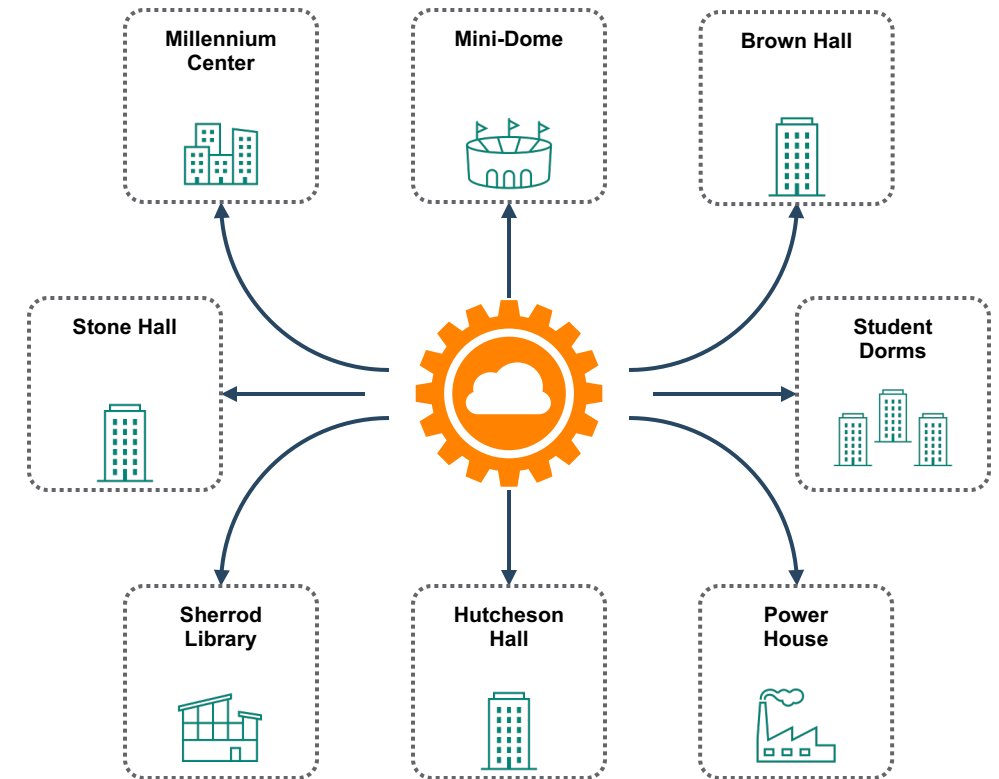 Millennium
Center
Mini-Dome
Brown Hall
Stone Hall
Student
Dorms
Sherrod
Library
Hutcheson
Hall
Power
House